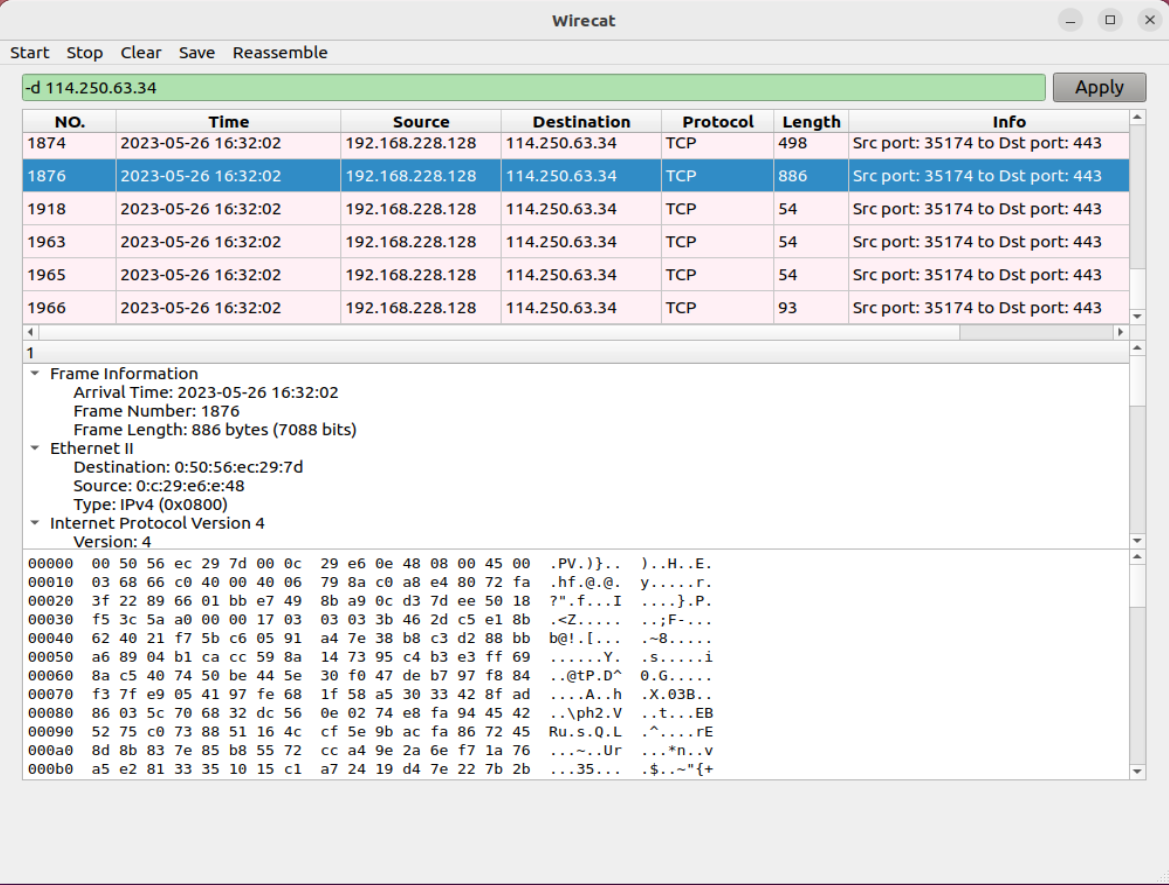 Wirecat
Start Stop Clear Save Reassemble
-d 114.250.63.34 Apply
NO. Time Source Destination Protocol Length Info
1874 2023-05-26 16:32:02 192.168.228.128 114.250.63.34 TCP 498 Src port: 35174 to Dst port: 443
1876 2023-05-26 16:32:02 192.168.228.128 114.250.63.34 TCP 886 Src port: 35174 to Dst port: 443
1918 2023-05-26 16:32:02 192.168.228.128 114.250.63.34 TCP 54 Src port: 35174 to Dst port: 443
1963 2023-05-26 16:32:02 192.168.228.128 114.250.63.34 TCP 54 Src port: 35174 to Dst port: 443
1965 2023-05-26 16:32:02 192.168.228.128 114.250.63.34 TCP 54 Src port: 35174 to Dst port: 443
1966 2023-05-26 16:32:02 192.168.228.128 114.250.63.34 TCP 93 Src port: 35174 to Dst port: 443
1
Frame Information
Arrival Time: 2023-05-26 16:32:02
Frame Number: 1876
Frame Length: 886 bytes (7088 bits)
Ethernet II
Destination: 0:50:56:ec:29:7d
Source: 0:c:29:e6:e:48
Type: IPv4 (0x0800)
Internet Protocol Version 4
Version: 4
00000 00 50 56 ec 29 7d 00 0c 29 e6 0e 48 08 00 45 00 .PV.)}.. )..H..E.
00010 03 68 66 c0 40 00 40 06 79 8a c0 a8 e4 80 72 fa .hf.@.@. y.....r.
00020 3f 22 89 66 01 bb e7 49 8b a9 0c d3 7d ee 50 18 ?".f...I ....}.P.
00030 f5 3c 5a a0 00 00 17 03 03 03 3b 46 2d c5 e1 8b .<Z..... ..;F-...
00040 62 40 21 f7 5b c6 05 91 a4 7e 38 b8 c3 d2 88 bb b@!.[... .~8.....
00050 a6 89 04 b1 ca cc 59 8a 14 73 95 c4 b3 e3 ff 69 ......Y. .s.....i
00060 8a c5 40 74 50 be 44 5e 30 f0 47 de b7 97 f8 84 ..@tP.D^ 0.G.....
00070 f3 7f e9 05 41 97 fe 68 1f 58 a5 30 33 42 8f ad ....A..h .X.03B..
00080 86 03 5c 70 68 32 dc 56 0e 02 74 e8 fa 94 45 42 ..\ph2.V ..t...EB
00090 52 75 c0 73 88 51 16 4c cf 5e 9b ac fa 86 72 45 Ru.s.Q.L .^....rE
000a0 8d 8b 83 7e 85 b8 55 72 cc a4 9e 2a 6e f7 1a 76 ...~..Ur ...*n..v
000b0 a5 e2 81 33 35 10 15 c1 a7 24 19 d4 7e 22 7b 2b ...35... .$..~"{+